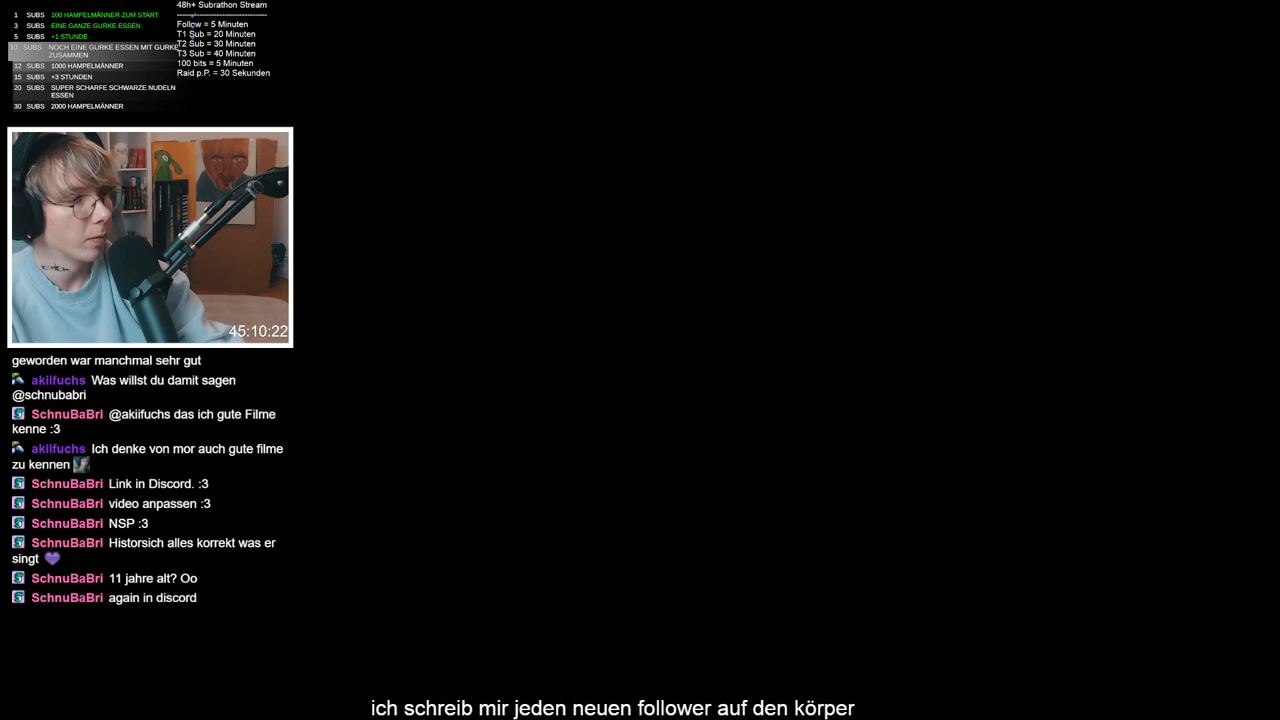 1 SUBS 100 HAMPELMÄNNER ZUM START
3 SUBS EINE GANZE GURKE ESSEN
5 SUBS +1 STUNDE
10 SUBS NOCH EINE GURKE ESSEN MIT GURKE
ZUSAMMEN
12 SUBS 1000 HAMPELMÄNNER
15 SUBS +3 STUNDEN
20 SUBS SUPER SCHARFE SCHWARZE NUDELN
ESSEN
30 SUBS 2000 HAMPELMÄNNER
48h+ Subrathon Stream
------------------------------
Follow = 5 Minuten
T1 Sub = 20 Minuten
T2 Sub = 30 Minuten
T3 Sub = 40 Minuten
100 bits = 5 Minuten
Raid p.P. = 30 Sekunden
45:10:22
geworden war manchmal sehr gut
akiifuchs Was willst du damit sagen
@schnubabri
SchnuBaBri @akiifuchs das ich gute Filme
kenne :3
akiifuchs Ich denke von mor auch gute filme
zu kennen
SchnuBaBri Link in Discord. :3
SchnuBaBri video anpassen :3
SchnuBaBri NSP :3
SchnuBaBri Historsich alles korrekt was er
singt 💜
SchnuBaBri 11 jahre alt? Oo
SchnuBaBri again in discord
ich schreib mir jeden neuen follower auf den körper